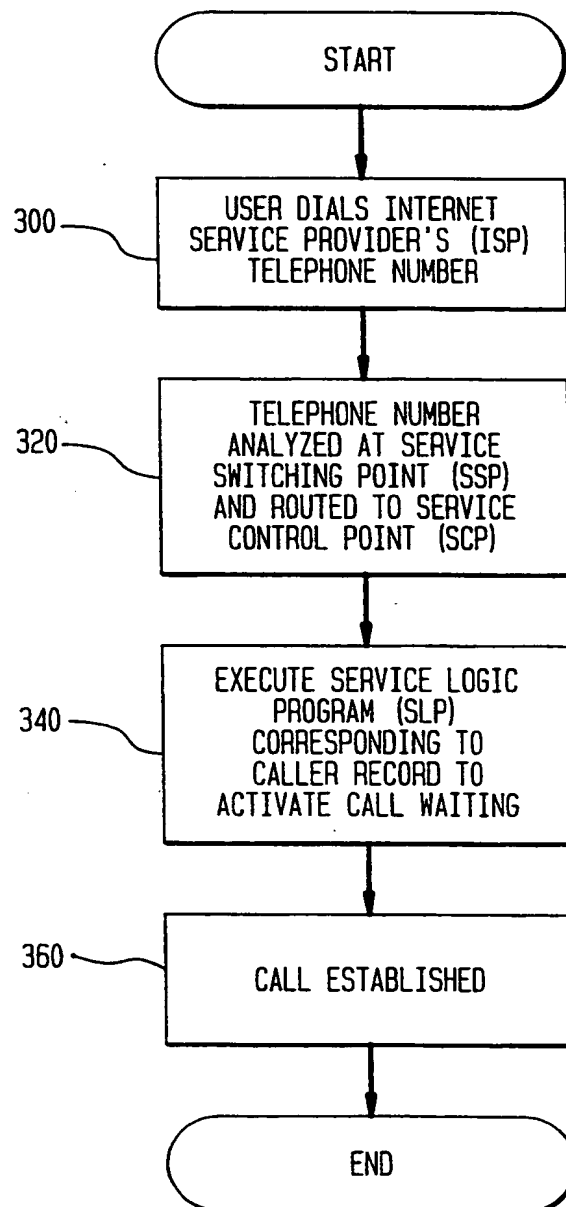 START
300
USER DIALS INTERNET
SERVICE PROVIDER'S (ISP)
TELEPHONE NUMBER
320
TELEPHONE NUMBER
ANALYZED AT SERVICE
SWITCHING POINT (SSP)
AND ROUTED TO SERVICE
CONTROL POINT (SCP)
340
EXECUTE SERVICE LOGIC
PROGRAM (SLP)
CORRESPONDING TO
CALLER RECORD TO
ACTIVATE CALL WAITING
360
CALL ESTABLISHED
END